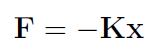 F = −Kx